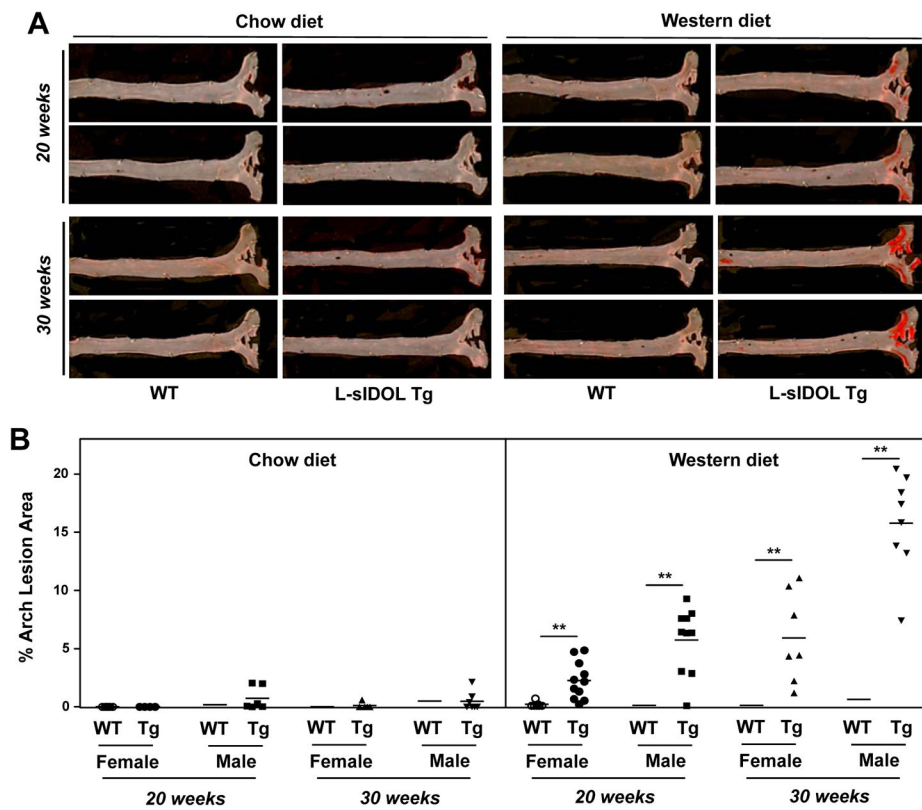 A
Chow diet
Western diet
20 weeks
30 weeks
WT
L-sIDOL Tg
WT
L-sIDOL Tg
B
Chow diet
Western diet
% Arch Lesion Area
20
15
10
5
0
**
**
**
**
WT Tg WT Tg WT Tg WT Tg WT Tg WT Tg WT Tg WT Tg
Female Male Female Male Female Male Female Male
20 weeks 30 weeks 20 weeks 30 weeks